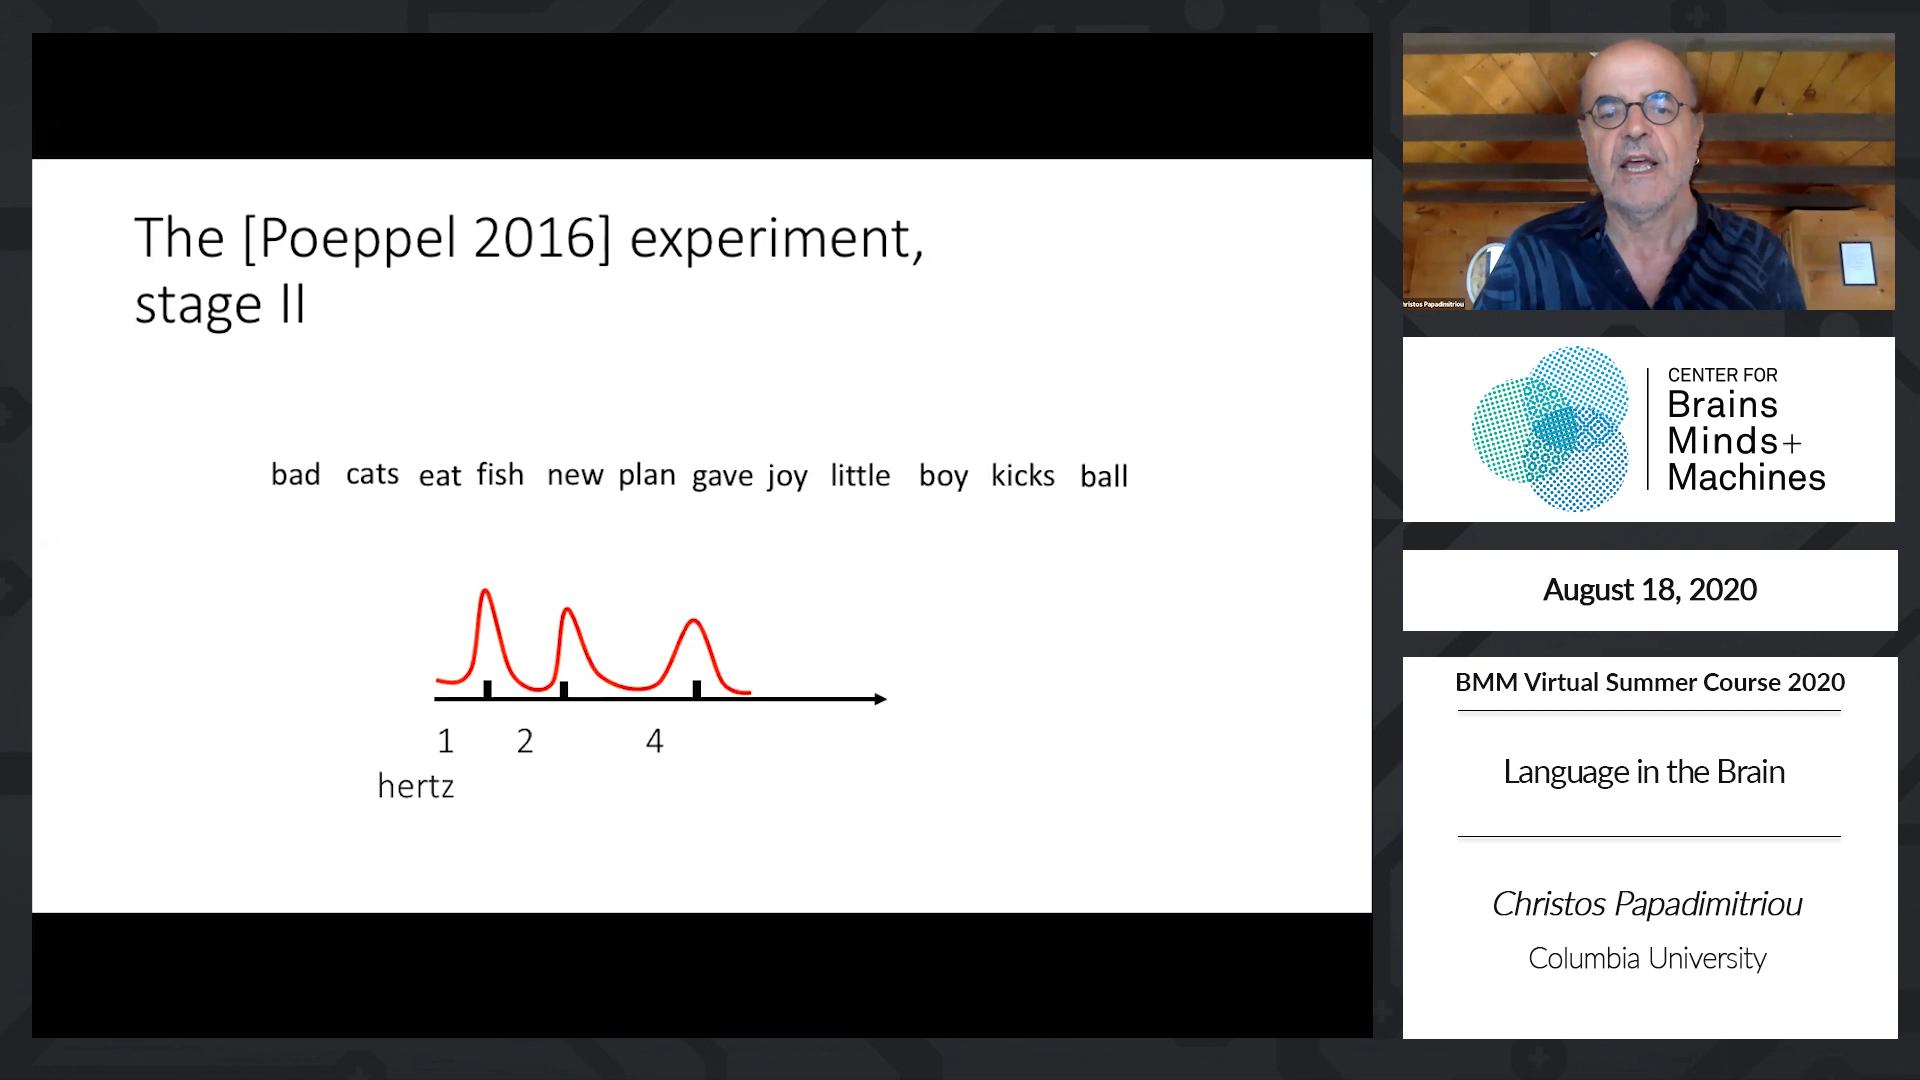 The [Poeppel 2016] experiment,
stage II
bad cats eat fish new plan gave joy little boy kicks ball
1 2 4
hertz
Christos Papadimitriou
CENTER FOR
Brains
Minds+
Machines
August 18, 2020
BMM Virtual Summer Course 2020
Language in the Brain
Christos Papadimitriou
Columbia University